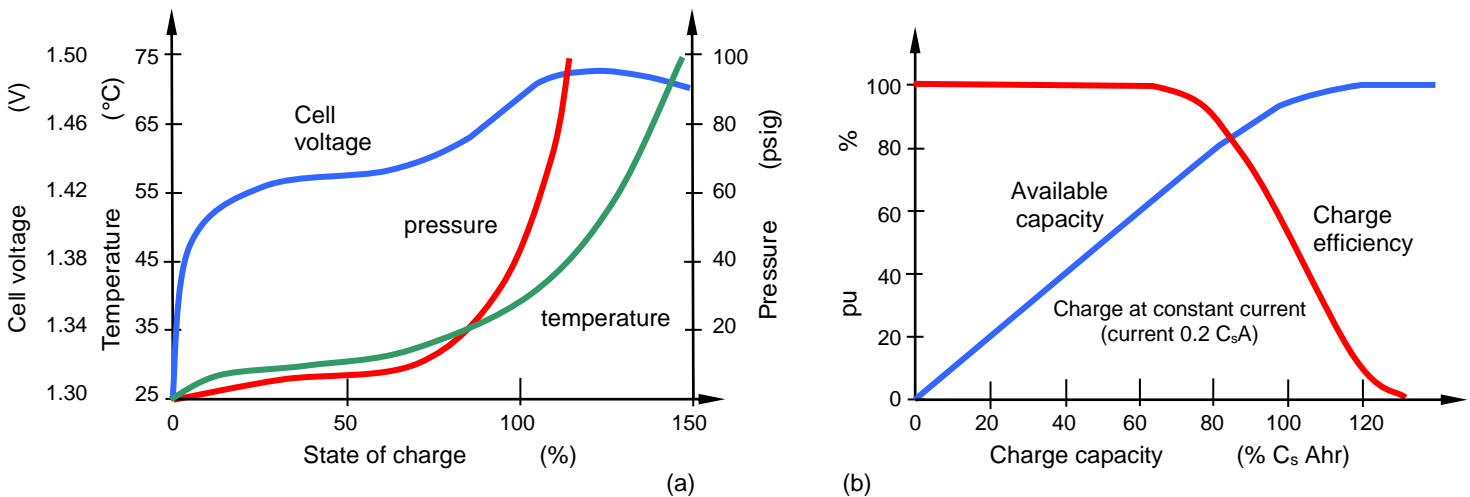 1.50
1.46
1.42
1.38
1.34
1.30
Cell voltage (V)
75
65
55
45
35
25
Temperature (°C)
Cell
voltage
pressure
temperature
100
80
60
40
20
Pressure (psig)
0 50 100 150
State of charge (%)
(a)
100
80
60
40
20
0
pu %
Available
capacity
Charge
efficiency
Charge at constant current
(current 0.2 CsA)
0 20 40 60 80 100 120
Charge capacity (% Cs Ahr)
(b)